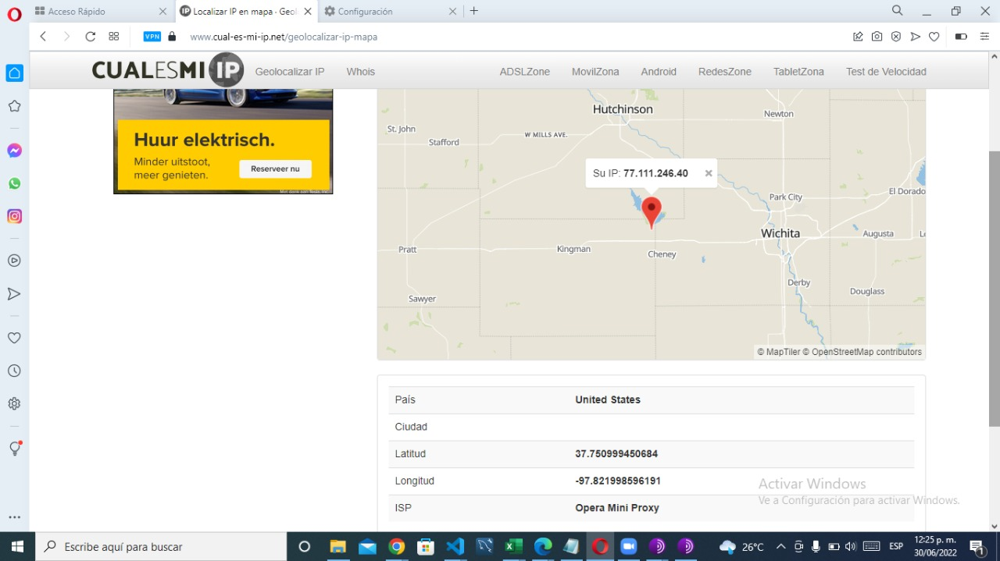 Acceso Rápido
Localizar IP en mapa · Geol
Configuración
VPN
www.cual-es-mi-ip.net/geolocalizar-ip-mapa
CUALESMI IP
Geolocalizar IP
Whois
ADSLZone
MovilZona
Android
RedesZone
TabletZona
Test de Velocidad
Huur elektrisch.
Minder uitstoot,
meer genieten.
Reserveer nu
Hutchinson
Newton
St. John
Stafford
W MILLS AVE.
Su IP: 77.111.246.40
El Dorado
Park City
Wichita
Augusta
Pratt
Kingman
Cheney
Derby
Douglass
Sawyer
© MapTiler © OpenStreetMap contributors
País United States
Ciudad
Latitud 37.750999450684
Longitud -97.821998596191
ISP Opera Mini Proxy
Activar Windows
Ve a Configuración para activar Windows.
Escribe aquí para buscar
26°C
ESP
12:25 p. m.
30/06/2022
1